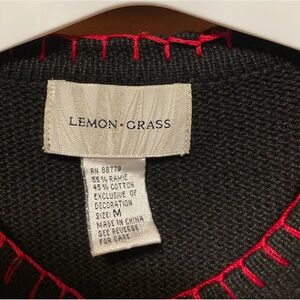 LEMON • GRASS
RN 88779
55% RAMIE
45% COTTON
EXCLUSIVE OF
DECORATION
SIZE: M
MADE IN CHINA
SEE REVERSE
FOR CARE